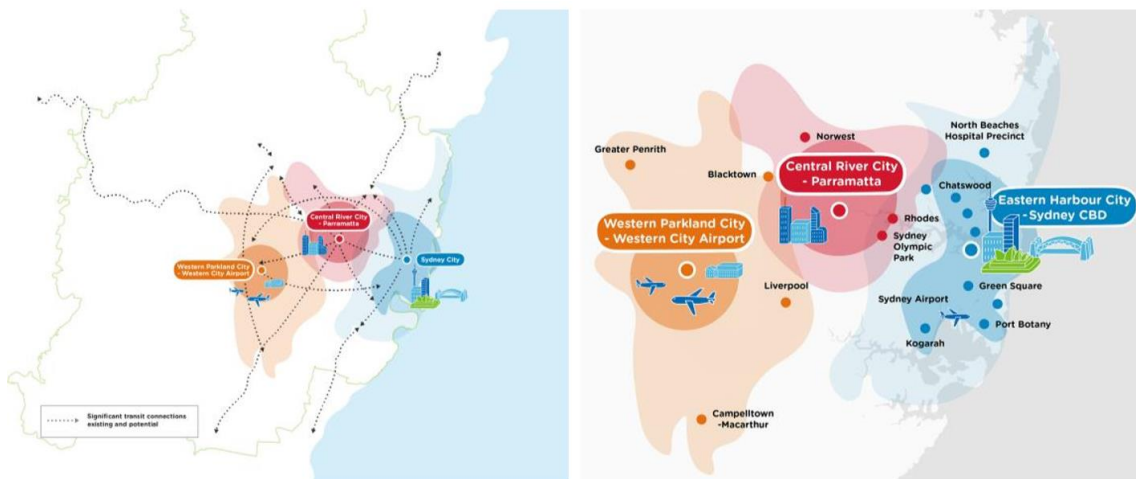 Central River City
- Parramatta
Western Parkland City
- Western City Airport
Sydney City
Significant transit connections
existing and potential
North Beaches
Hospital Precinct
Norwest
Greater Penrith
Blacktown
Central River City
- Parramatta
Chatswood
Eastern Harbour City
-Sydney CBD
Rhodes
Sydney
Olympic
Park
Western Parkland City
- Western City Airport
Liverpool
Green Square
Sydney Airport
Port Botany
Kogarah
Campelltown
-Macarthur